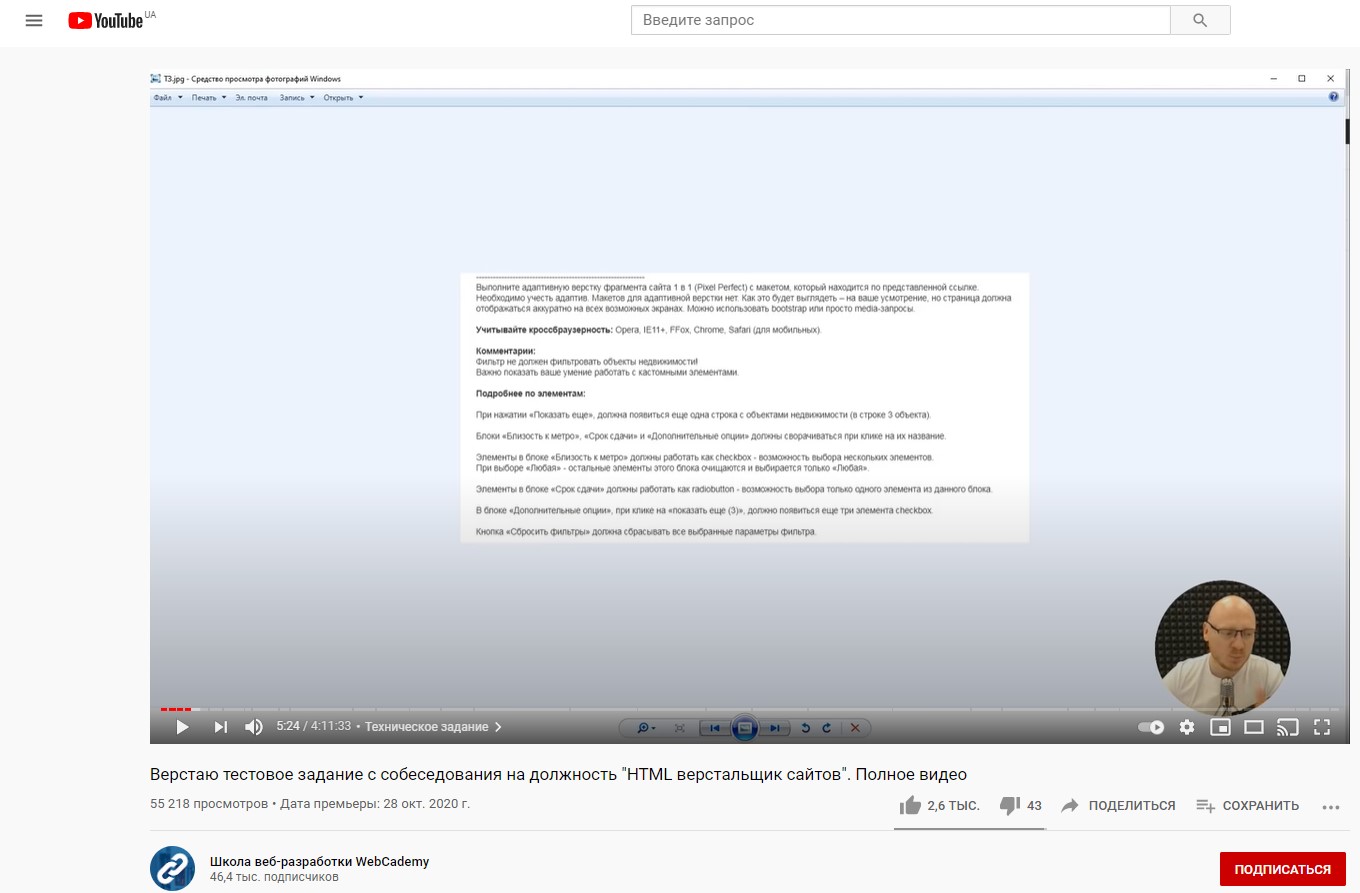 YouTube UA
Введите запрос
ТЗ.jpg - Средство просмотра фотографий Windows
Файл Печать Эл. почта Запись Открыть
Выполните адаптивную верстку фрагмента сайта 1 в 1 (Pixel Perfect) с макетом, который находится по представленной ссылке.
Необходимо учесть адаптив. Макетов для адаптивной верстки нет. Как это будет выглядеть – на ваше усмотрение, но страница должна
отображаться аккуратно на всех возможных экранах. Можно использовать bootstrap или просто media-запросы.
Учитывайте кроссбраузерность: Opera, IE11+, FFox, Chrome, Safari (для мобильных).
Комментарии:
Фильтр не должен фильтровать объекты недвижимости!
Важно показать ваше умение работать с кастомными элементами.
Подробнее по элементам:
При нажатии «Показать еще», должна появиться еще одна строка с объектами недвижимости (в строке 3 объекта).
Блоки «Близость к метро», «Срок сдачи» и «Дополнительные опции» должны сворачиваться при клике на их название.
Элементы в блоке «Близость к метро» должны работать как checkbox - возможность выбора нескольких элементов.
При выборе «Любая» - остальные элементы этого блока очищаются и выбирается только «Любая».
Элементы в блоке «Срок сдачи» должны работать как radiobutton - возможность выбора только одного элемента из данного блока.
В блоке «Дополнительные опции», при клике на «показать еще (3)», должно появиться еще три элемента checkbox.
Кнопка «Сбросить фильтры» должна сбрасывать все выбранные параметры фильтра.
5:24 / 4:11:33 • Техническое задание
Верстаю тестовое задание с собеседования на должность "HTML верстальщик сайтов". Полное видео
55 218 просмотров • Дата премьеры: 28 окт. 2020 г.
2,6 ТЫС. 43 ПОДЕЛИТЬСЯ СОХРАНИТЬ
Школа веб-разработки WebCademy
46,4 тыс. подписчиков
ПОДПИСАТЬСЯ